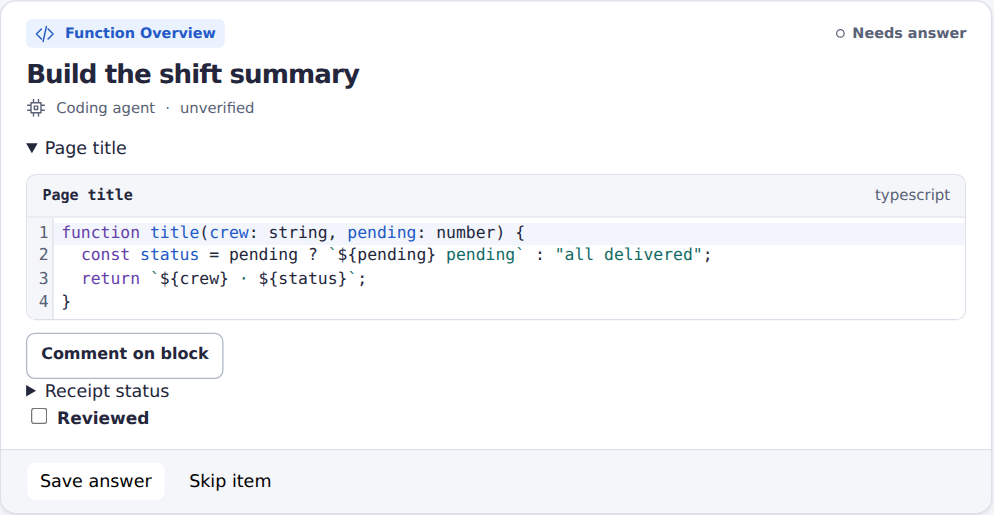 Function Overview
Needs answer
Build the shift summary
Coding agent · unverified
Page title
Page title
typescript
1 function title(crew: string, pending: number) {
2   const status = pending ? `${pending} pending` : "all delivered";
3   return `${crew} · ${status}`;
4 }
Comment on block
Receipt status
Reviewed
Save answer
Skip item